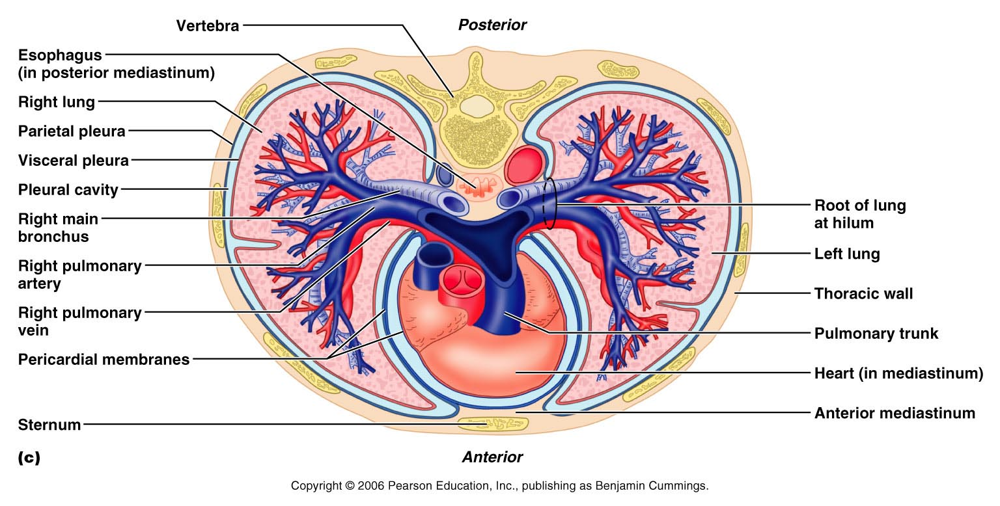 Vertebra
Posterior
Esophagus
(in posterior mediastinum)
Right lung
Parietal pleura
Visceral pleura
Pleural cavity
Right main
bronchus
Right pulmonary
artery
Right pulmonary
vein
Pericardial membranes
Sternum
Root of lung
at hilum
Left lung
Thoracic wall
Pulmonary trunk
Heart (in mediastinum)
Anterior mediastinum
(c)
Anterior
Copyright © 2006 Pearson Education, Inc., publishing as Benjamin Cummings.